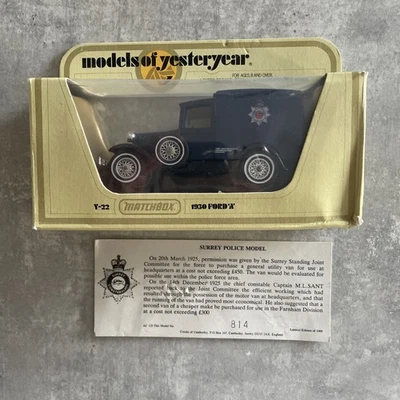 models of yesteryear
FOR AGES 8 AND OVER
Y-22 MATCHBOX 1930 FORD 'A'
SURREY POLICE MODEL
On 20th March 1925, permission was given by the Surrey Standing Joint
Committee for the force to purchase a general utility van for use at
headquarters at a cost not exceeding £450. The van would be evaluated for
possible use within the police force area.
On the 14th December 1925 the chief constable Captain M.L. SANT
reported back to the Joint Committee the efficient working which had
resulted through the possession of the motor van at headquarters, and that
the running of the van had proved most economical. He also suggested that a
second van of a cheaper make be purchased for use in the Farnham Division
at a cost not exceeding £300
814
Limited Edition of